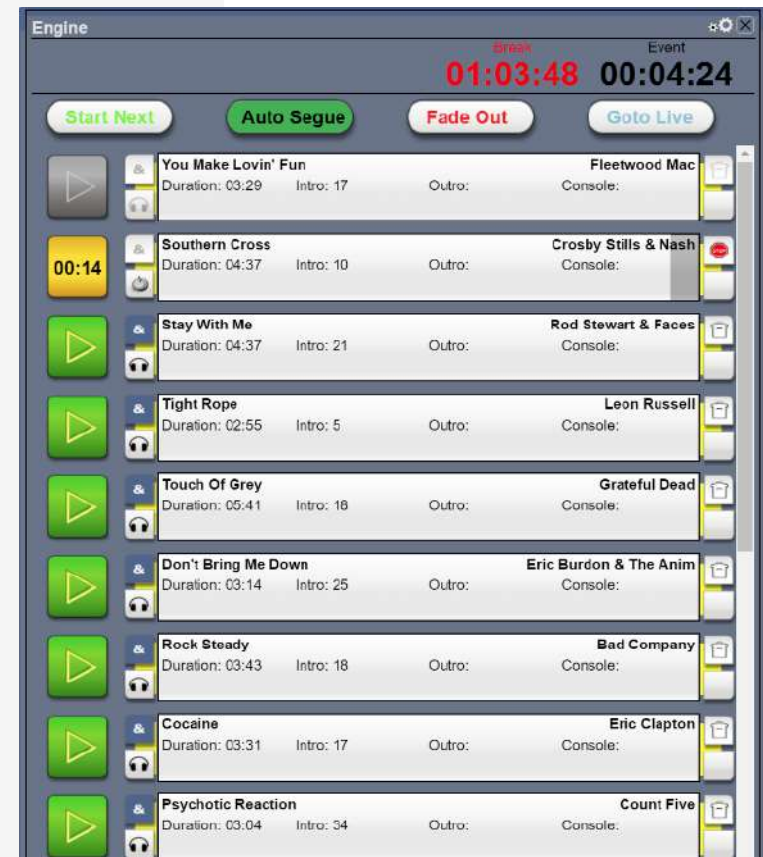 Engine
Break Event
01:03:48 00:04:24
Start Next Auto Segue Fade Out Goto Live
& You Make Lovin' Fun Fleetwood Mac
Duration: 03:29 Intro: 17 Outro: Console:
00:14 & Southern Cross Crosby Stills & Nash
Duration: 04:37 Intro: 10 Outro: Console:
& Stay With Me Rod Stewart & Faces
Duration: 04:37 Intro: 21 Outro: Console:
& Tight Rope Leon Russell
Duration: 02:55 Intro: 5 Outro: Console:
& Touch Of Grey Grateful Dead
Duration: 05:41 Intro: 18 Outro: Console:
& Don't Bring Me Down Eric Burdon & The Anim
Duration: 03:14 Intro: 25 Outro: Console:
& Rock Steady Bad Company
Duration: 03:43 Intro: 18 Outro: Console:
& Cocaine Eric Clapton
Duration: 03:31 Intro: 17 Outro: Console:
& Psychotic Reaction Count Five
Duration: 03:04 Intro: 34 Outro: Console: